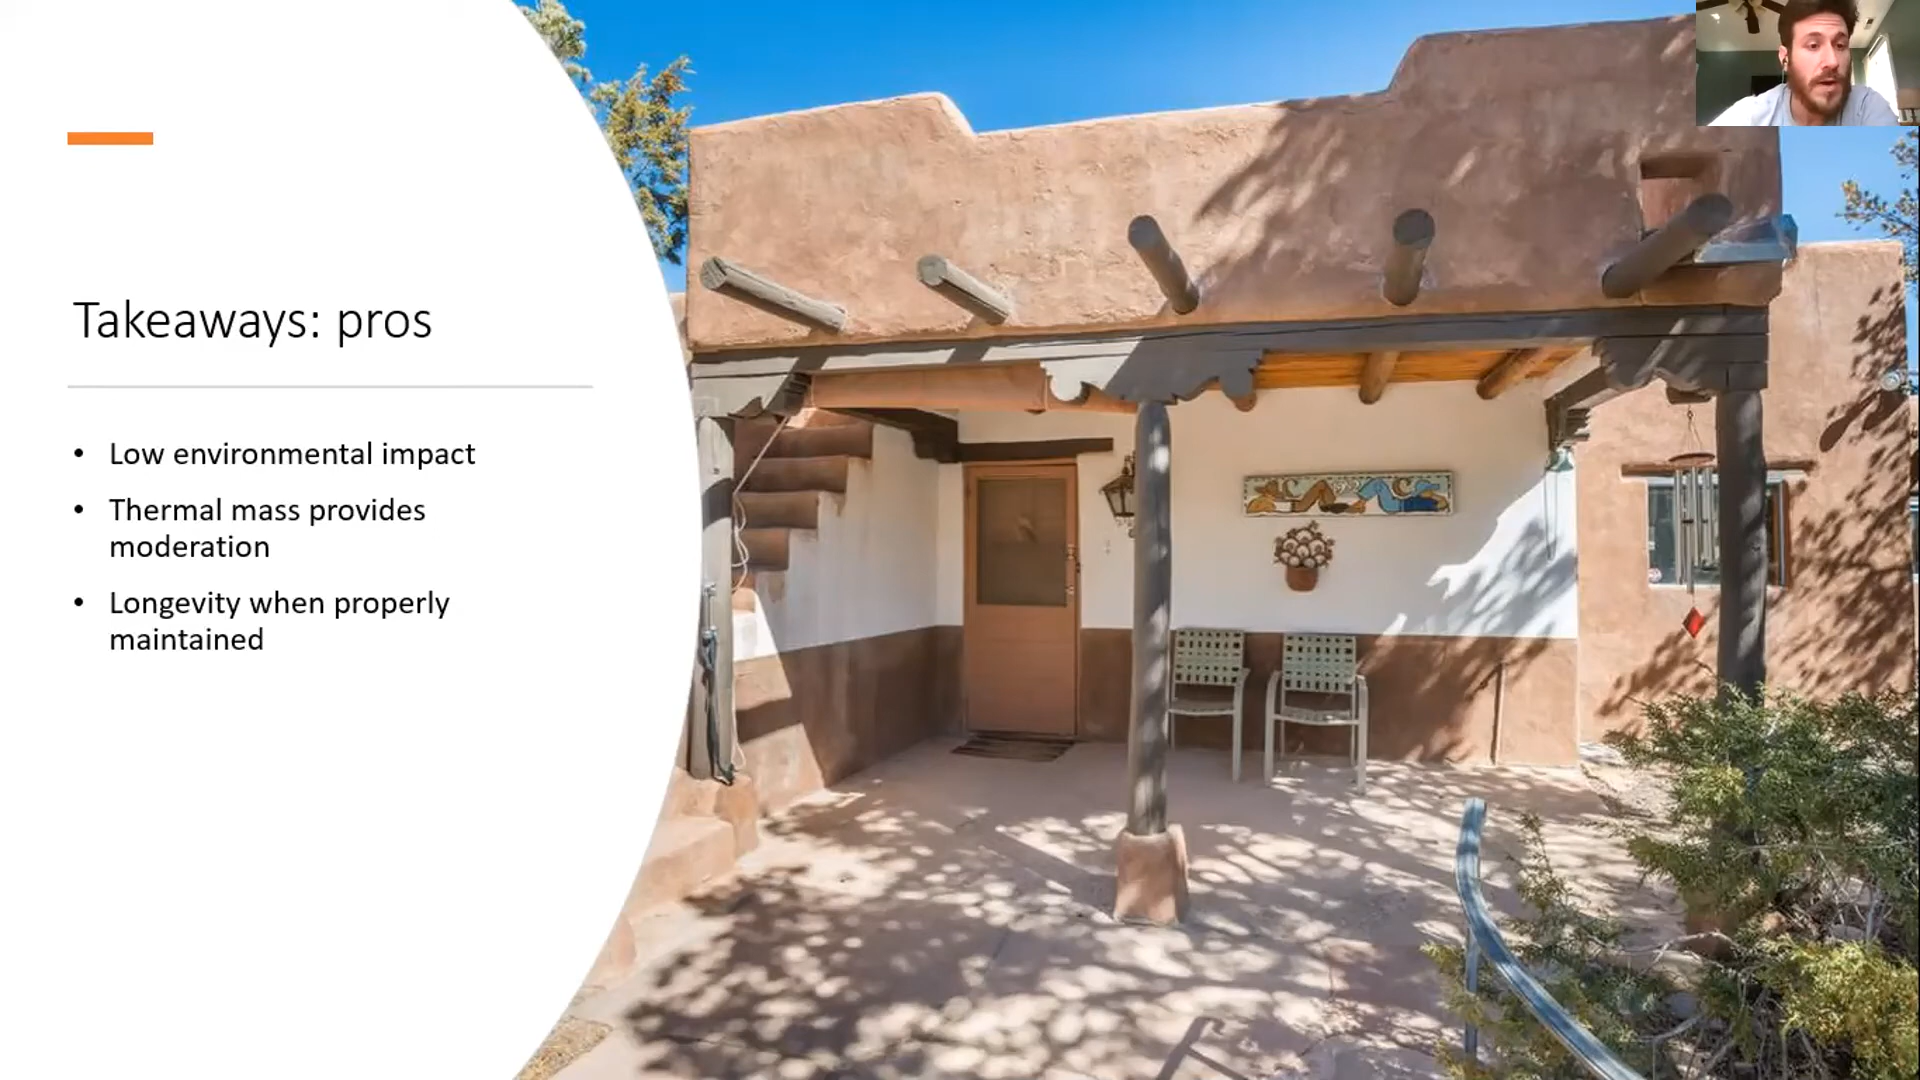 Takeaways: pros
• Low environmental impact
• Thermal mass provides
moderation
• Longevity when properly
maintained